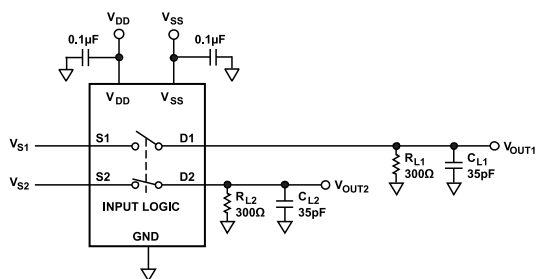 VDD VSS
0.1µF 0.1µF
VDD VSS
VS1 S1 D1 VOUT1
VS2 S2 D2 VOUT2
RL1
300Ω
CL1
35pF
RL2
300Ω
CL2
35pF
INPUT LOGIC
GND